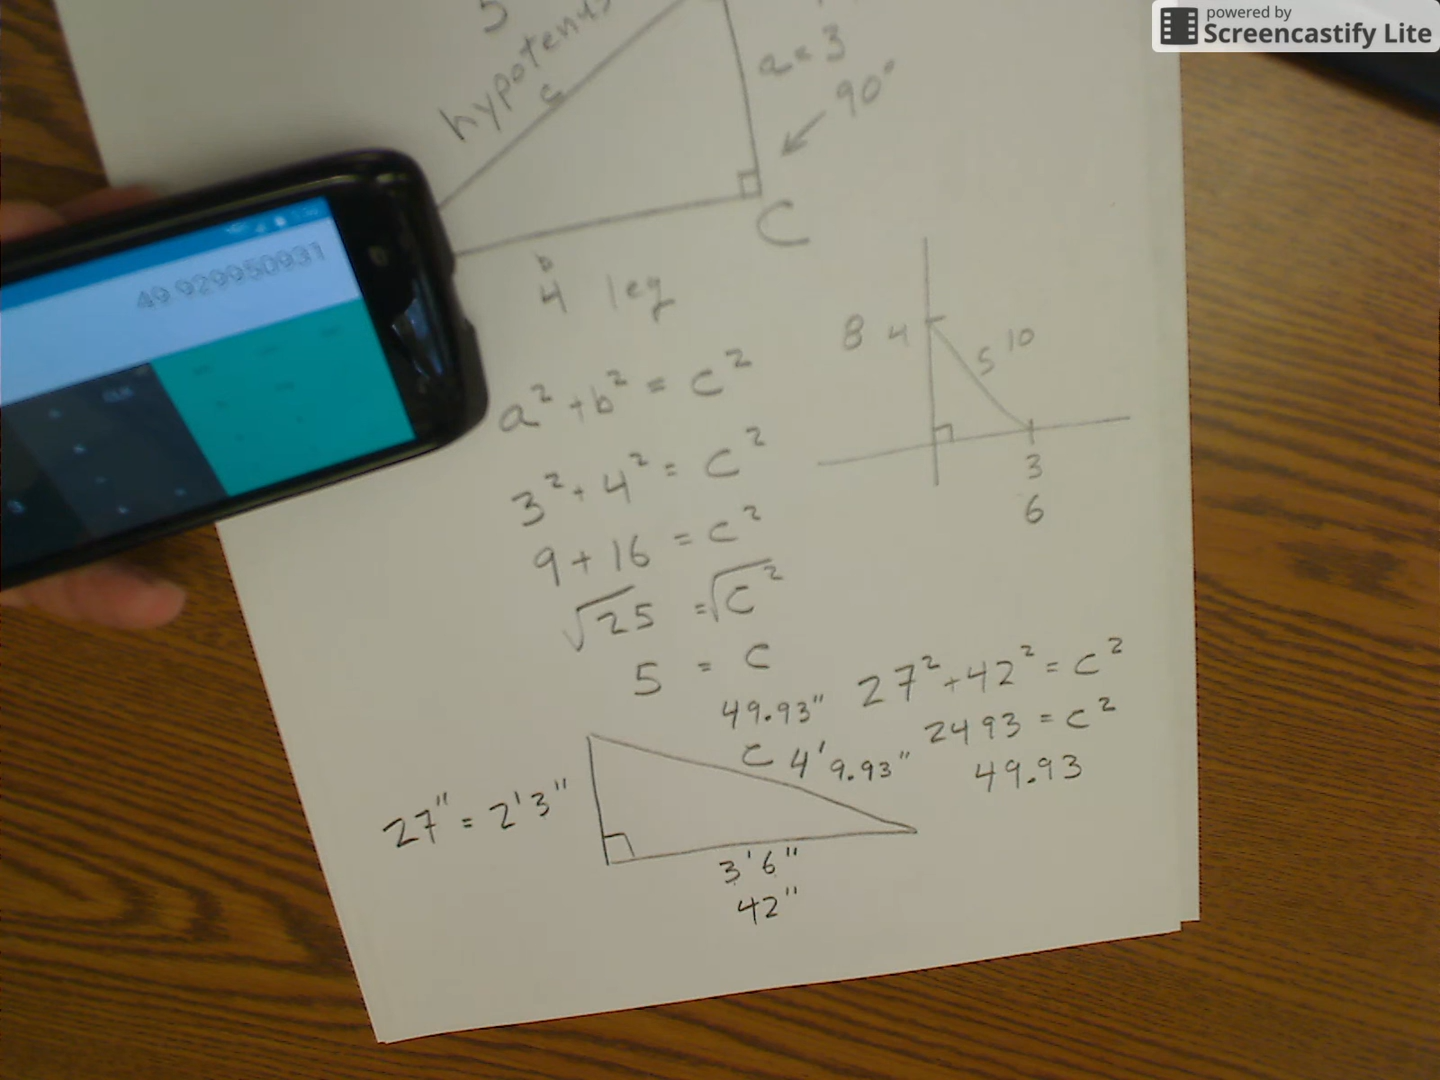 powered by
Screencastify Lite
5
hypotenus
c
a = 3
90°
C
b
4 leg
49.929950931
CLR
a² + b² = c²
3² + 4² = c²
9 + 16 = c²
√25 = √c²
5 = c
8 4
5 10
3
6
27² + 42² = c²
2493 = c²
49.93
49.93"
c 4' 9.93"
27" = 2'3"
3'6"
42"